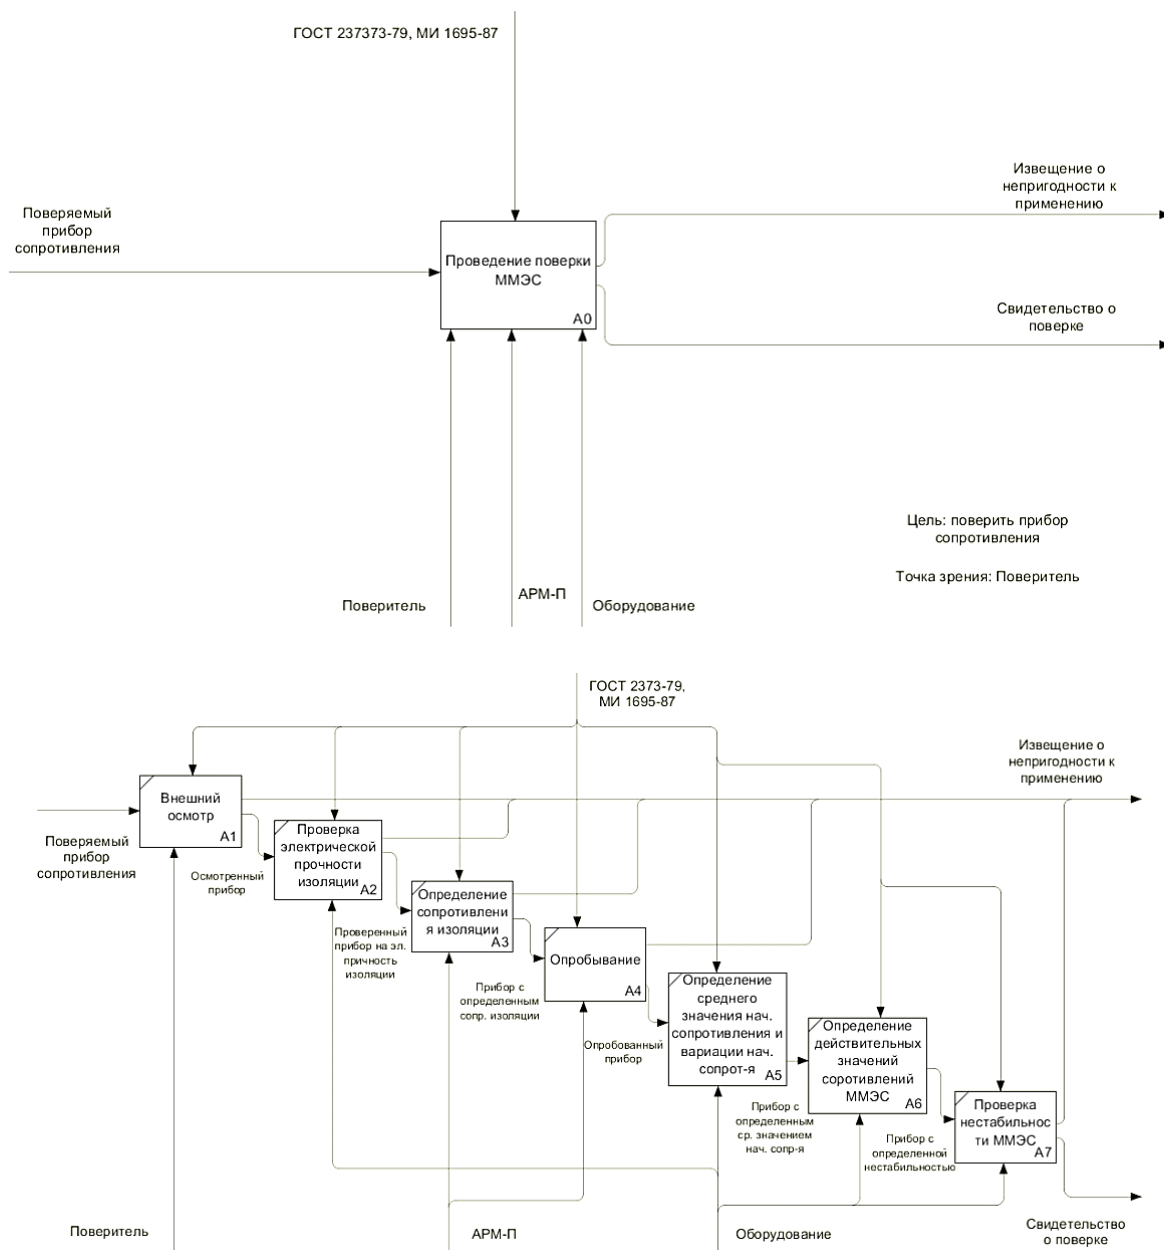 ГОСТ 237373-79, МИ 1695-87
Извещение о
непригодности к
применению
Поверяемый
прибор
сопротивления
Проведение поверки
ММЭС
A0
Свидетельство о
поверке
Цель: поверить прибор
сопротивления
Точка зрения: Поверитель
Поверитель
АРМ-П
Оборудование
ГОСТ 2373-79,
МИ 1695-87
Извещение о
непригодности к
применению
Внешний
осмотр
A1
Поверяемый
прибор
сопротивления
Осмотренный
прибор
Проверка
электрической
прочности
изоляции
A2
Проверенный
прибор на эл.
причность
изоляции
Определение
сопротивлени
я изоляции
A3
Прибор с
определенным
сопр. изоляции
Опробывание
A4
Опробованный
прибор
Определение
среднего
значения нач.
сопротивления и
вариации нач.
сопрот-я
A5
Прибор с
определенным
ср. значением
нач. сопр-я
Определение
действительных
значений
соротивлений
ММЭС
A6
Прибор с
определенной
нестабильностью
Проверка
нестабильнос
ти ММЭС
A7
Поверитель
АРМ-П
Оборудование
Свидетельство
о поверке